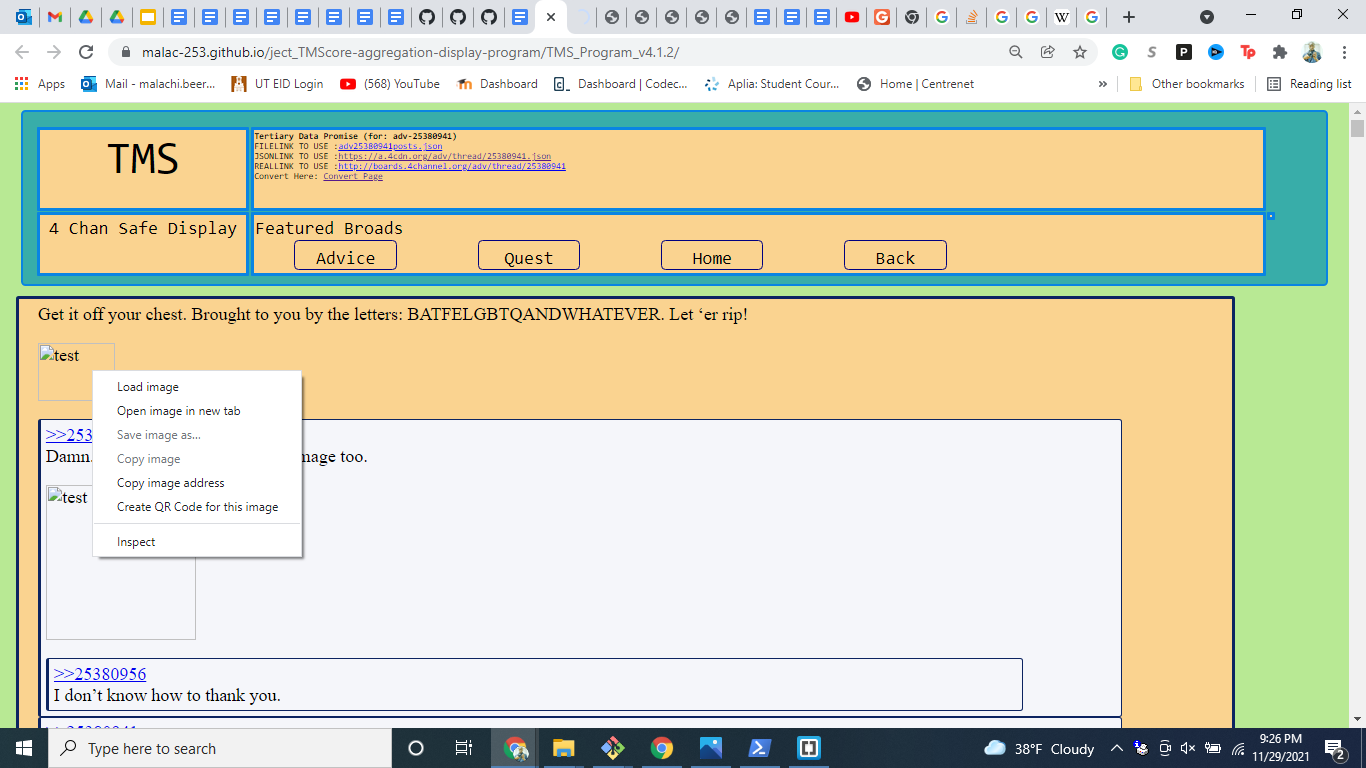 malac-253.github.io/ject_TMScore-aggregation-display-program/TMS_Program_v4.1.2/
Apps
Mail - malachi.beer...
UT EID Login
(568) YouTube
Dashboard
Dashboard | Codec...
Aplia: Student Cour...
Home | Centrenet
»
Other bookmarks
Reading list
TMS
Tertiary Data Promise (for: adv-25380941)
FILELINK TO USE :adv25380941posts.json
JSONLINK TO USE :https://a.4cdn.org/adv/thread/25380941.json
REALLINK TO USE :http://boards.4channel.org/adv/thread/25380941
Convert Here: Convert Page
4 Chan Safe Display
Featured Broads
Advice
Quest
Home
Back
Get it off your chest. Brought to you by the letters: BATFELGBTQANDWHATEVER. Let ‘er rip!
test
Load image
Open image in new tab
Save image as...
Copy image
Copy image address
Create QR Code for this image
Inspect
>>253
Damn. mage too.
test
>>25380956
I don’t know how to thank you.
Type here to search
38°F Cloudy
9:26 PM
11/29/2021
2